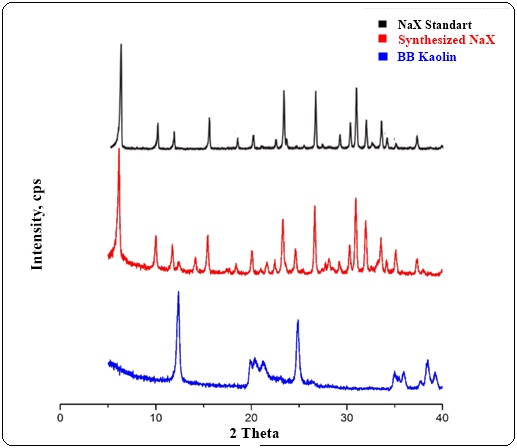 NaX Standart
Synthesized NaX
BB Kaolin
Intensity, cps
0 10 20 30 40
2 Theta